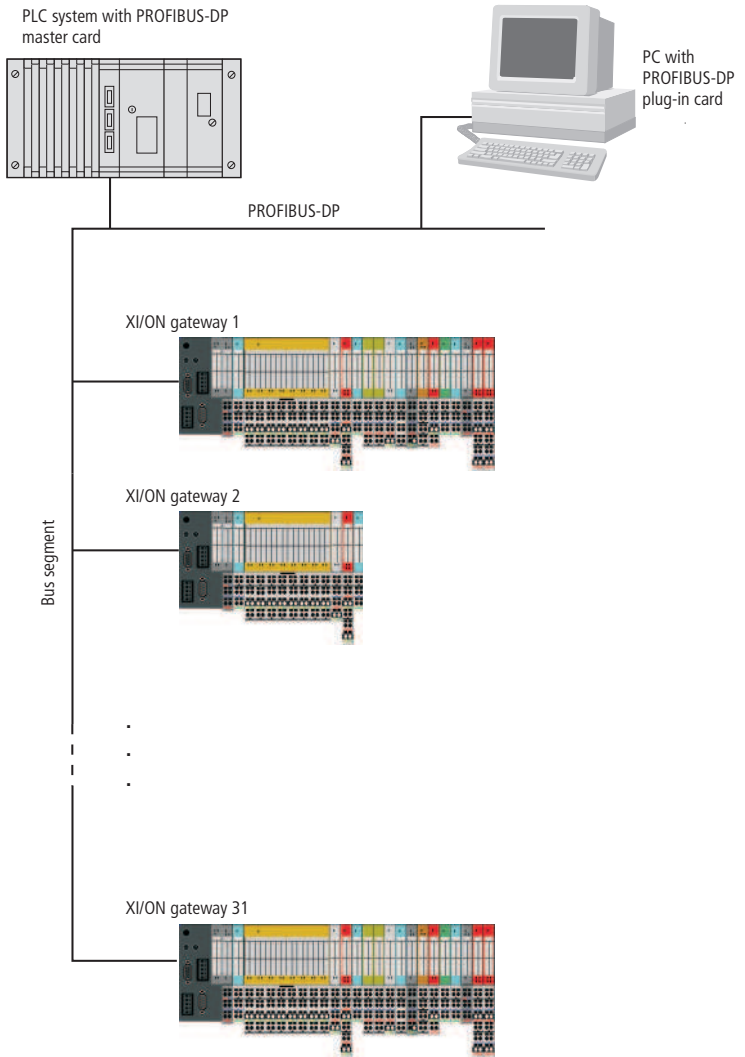 PLC system with PROFIBUS-DP
master card
PC with
PROFIBUS-DP
plug-in card
PROFIBUS-DP
XI/ON gateway 1
XI/ON gateway 2
Bus segment
XI/ON gateway 31